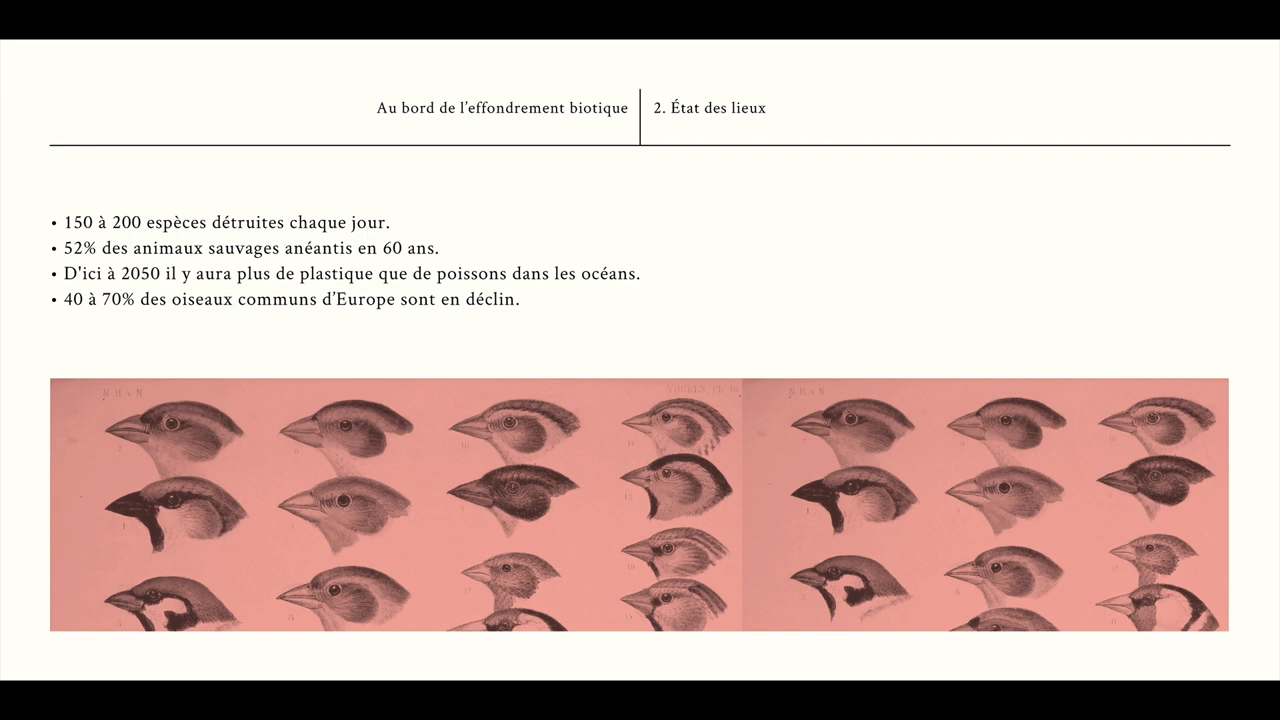 Au bord de l’effondrement biotique
2. État des lieux
• 150 à 200 espèces détruites chaque jour.
• 52% des animaux sauvages anéantis en 60 ans.
• D'ici à 2050 il y aura plus de plastique que de poissons dans les océans.
• 40 à 70% des oiseaux communs d’Europe sont en déclin.